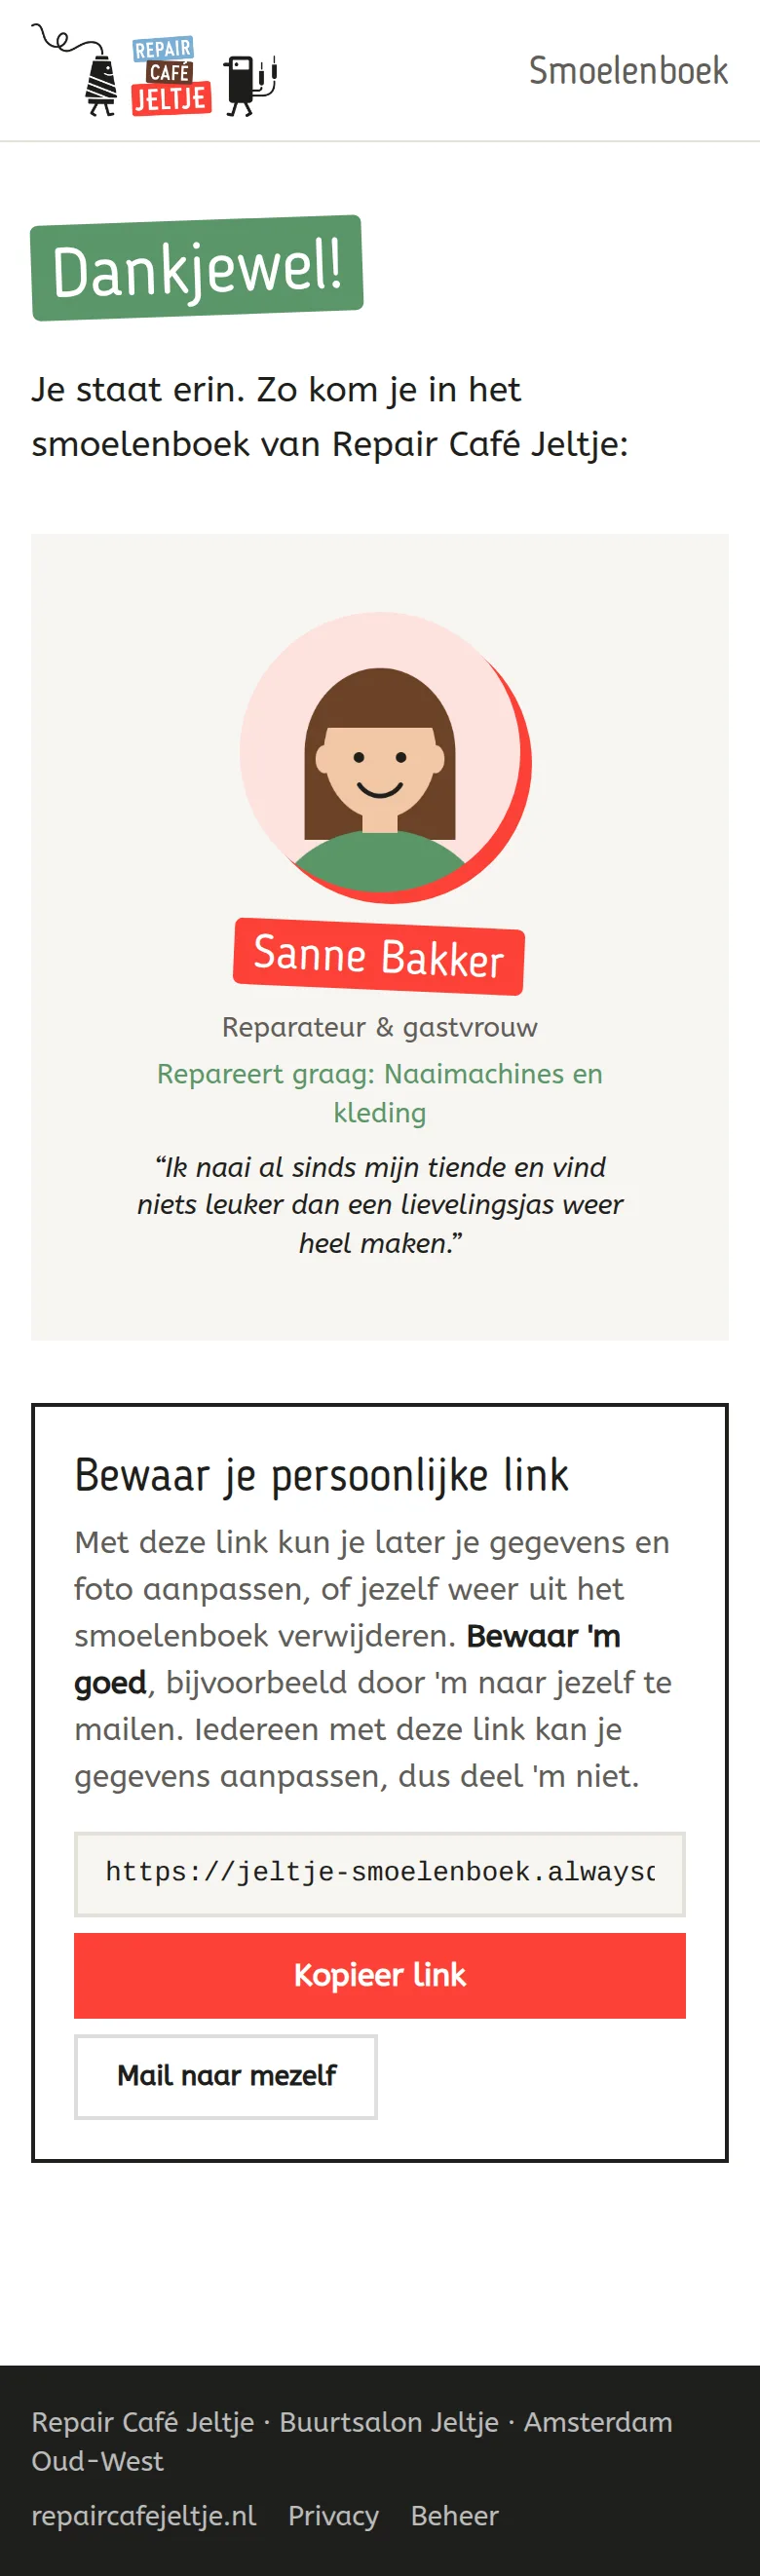 REPAIR
CAFÉ
JELTJE
Smoelenboek
Dankjewel!
Je staat erin. Zo kom je in het
smoelenboek van Repair Café Jeltje:
Sanne Bakker
Reparateur & gastvrouw
Repareert graag: Naaimachines en
kleding
“Ik naai al sinds mijn tiende en vind
niets leuker dan een lievelingsjas weer
heel maken.”
Bewaar je persoonlijke link
Met deze link kun je later je gegevens en
foto aanpassen, of jezelf weer uit het
smoelenboek verwijderen. Bewaar 'm
goed, bijvoorbeeld door 'm naar jezelf te
mailen. Iedereen met deze link kan je
gegevens aanpassen, dus deel 'm niet.
https://jeltje-smoelenboek.always
Kopieer link
Mail naar mezelf
Repair Café Jeltje · Buurtsalon Jeltje · Amsterdam
Oud-West
repaircafejeltje.nl Privacy Beheer